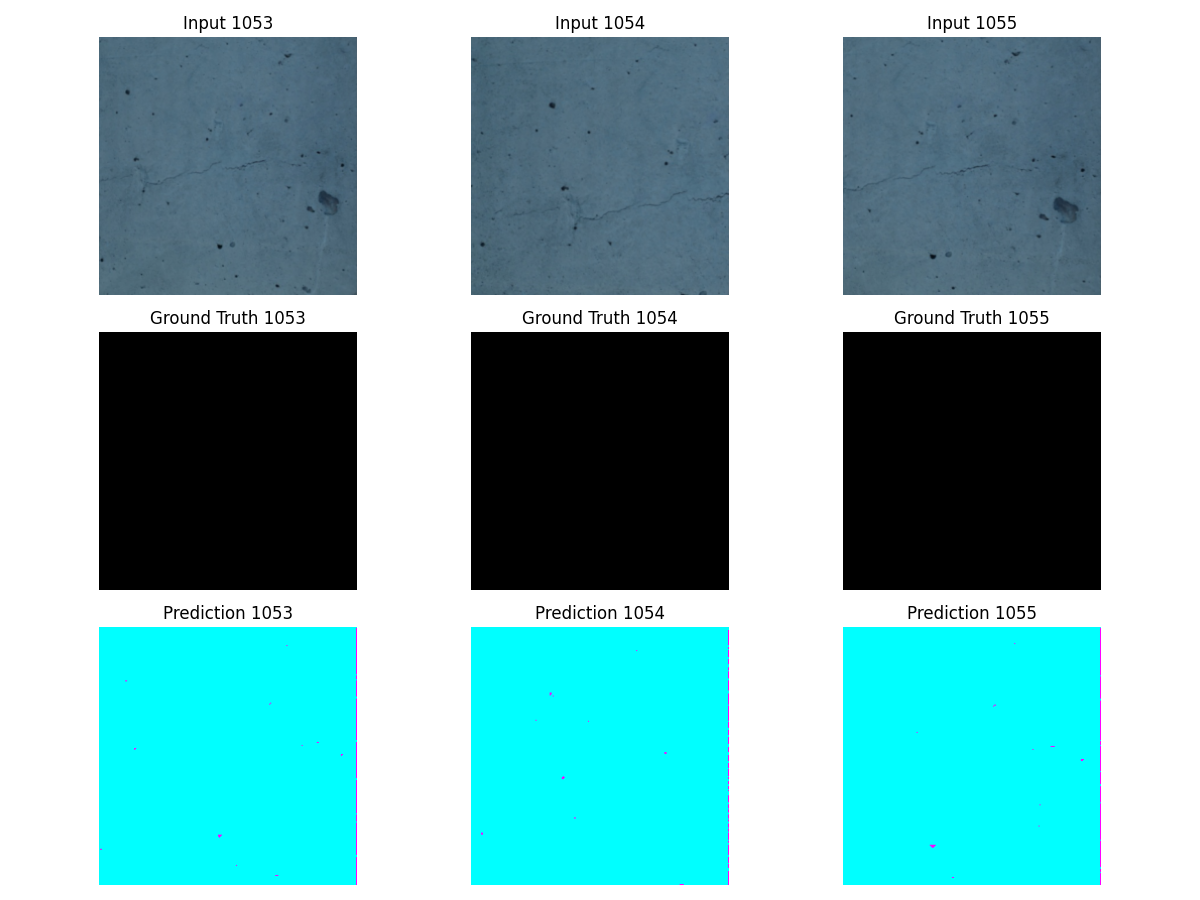 Input 1053
Input 1054
Input 1055
Ground Truth 1053
Ground Truth 1054
Ground Truth 1055
Prediction 1053
Prediction 1054
Prediction 1055